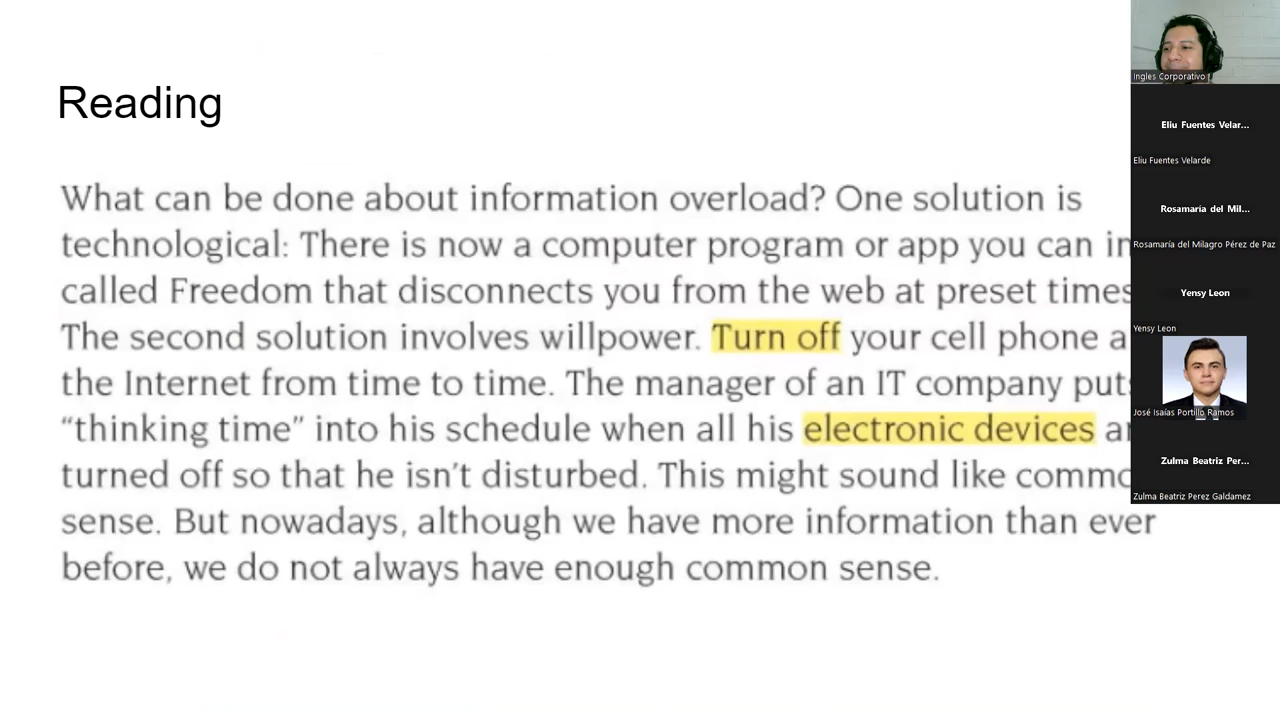 Reading
What can be done about information overload? One solution is
technological: There is now a computer program or app you can
called Freedom that disconnects you from the web at preset times
The second solution involves willpower. Turn off your cell phone
the Internet from time to time. The manager of an IT company puts
“thinking time” into his schedule when all his electronic devices
turned off so that he isn’t disturbed. This might sound like
sense. But nowadays, although we have more information than ever
before, we do not always have enough common sense.
Ingles Corporativo
Eliu Fuentes Velar...
Eliu Fuentes Velarde
Rosamaría del Mil...
Rosamaría del Milagro Pérez de Paz
Yensy Leon
Yensy Leon
José Isaías Portillo Ramos
Zulma Beatriz Per...
Zulma Beatriz Perez Galdamez